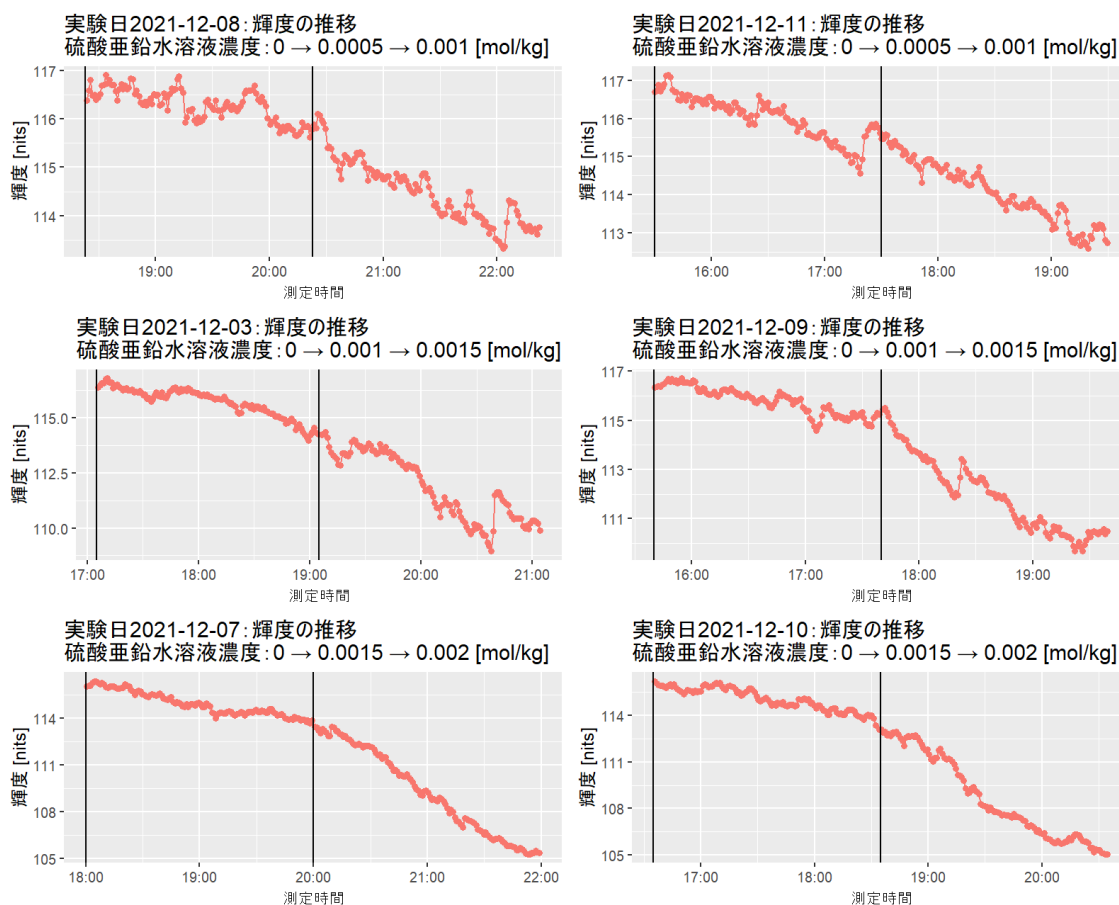 実験日2021-12-08：輝度の推移
硫酸亜鉛水溶液濃度：0 → 0.0005 → 0.001 [mol/kg]
117
116
115
114
輝度 [nits]
19:00 20:00 21:00 22:00
測定時間
実験日2021-12-11：輝度の推移
硫酸亜鉛水溶液濃度：0 → 0.0005 → 0.001 [mol/kg]
117
116
115
114
113
輝度 [nits]
16:00 17:00 18:00 19:00
測定時間
実験日2021-12-03：輝度の推移
硫酸亜鉛水溶液濃度：0 → 0.001 → 0.0015 [mol/kg]
115.0
112.5
110.0
輝度 [nits]
17:00 18:00 19:00 20:00 21:00
測定時間
実験日2021-12-09：輝度の推移
硫酸亜鉛水溶液濃度：0 → 0.001 → 0.0015 [mol/kg]
117
115
113
111
輝度 [nits]
16:00 17:00 18:00 19:00
測定時間
実験日2021-12-07：輝度の推移
硫酸亜鉛水溶液濃度：0 → 0.0015 → 0.002 [mol/kg]
114
111
108
105
輝度 [nits]
18:00 19:00 20:00 21:00 22:00
測定時間
実験日2021-12-10：輝度の推移
硫酸亜鉛水溶液濃度：0 → 0.0015 → 0.002 [mol/kg]
114
111
108
105
輝度 [nits]
17:00 18:00 19:00 20:00
測定時間